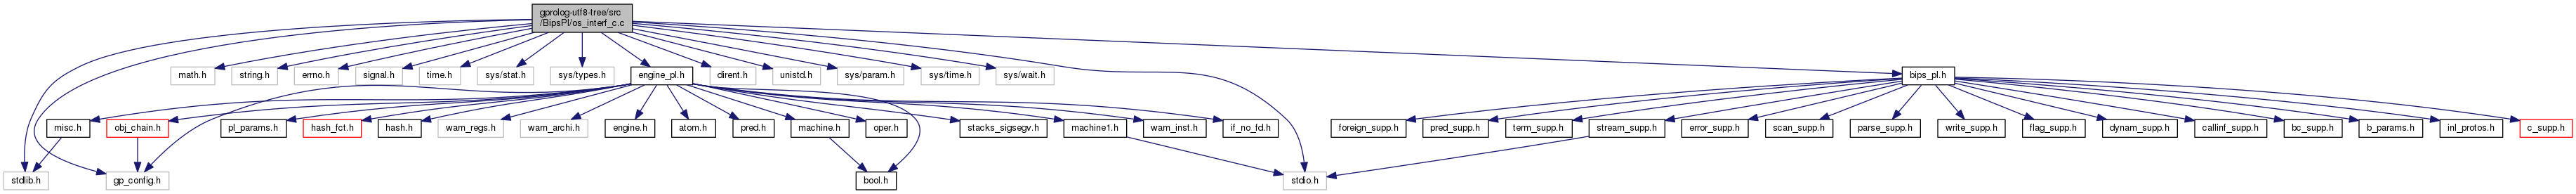 gprolog-utf8-tree/src
/BipsPl/os_interf_c.c
math.h
string.h
errno.h
signal.h
time.h
sys/stat.h
sys/types.h
engine_pl.h
dirent.h
unistd.h
sys/param.h
sys/time.h
sys/wait.h
bips_pl.h
misc.h
obj_chain.h
pl_params.h
hash_fct.h
hash.h
wam_regs.h
wam_archi.h
engine.h
atom.h
pred.h
machine.h
oper.h
stacks_sigsegv.h
machine1.h
wam_inst.h
if_no_fd.h
foreign_supp.h
pred_supp.h
term_supp.h
stream_supp.h
error_supp.h
scan_supp.h
parse_supp.h
write_supp.h
flag_supp.h
dynam_supp.h
callinf_supp.h
bc_supp.h
b_params.h
inl_protos.h
c_supp.h
stdlib.h
gp_config.h
bool.h
stdio.h